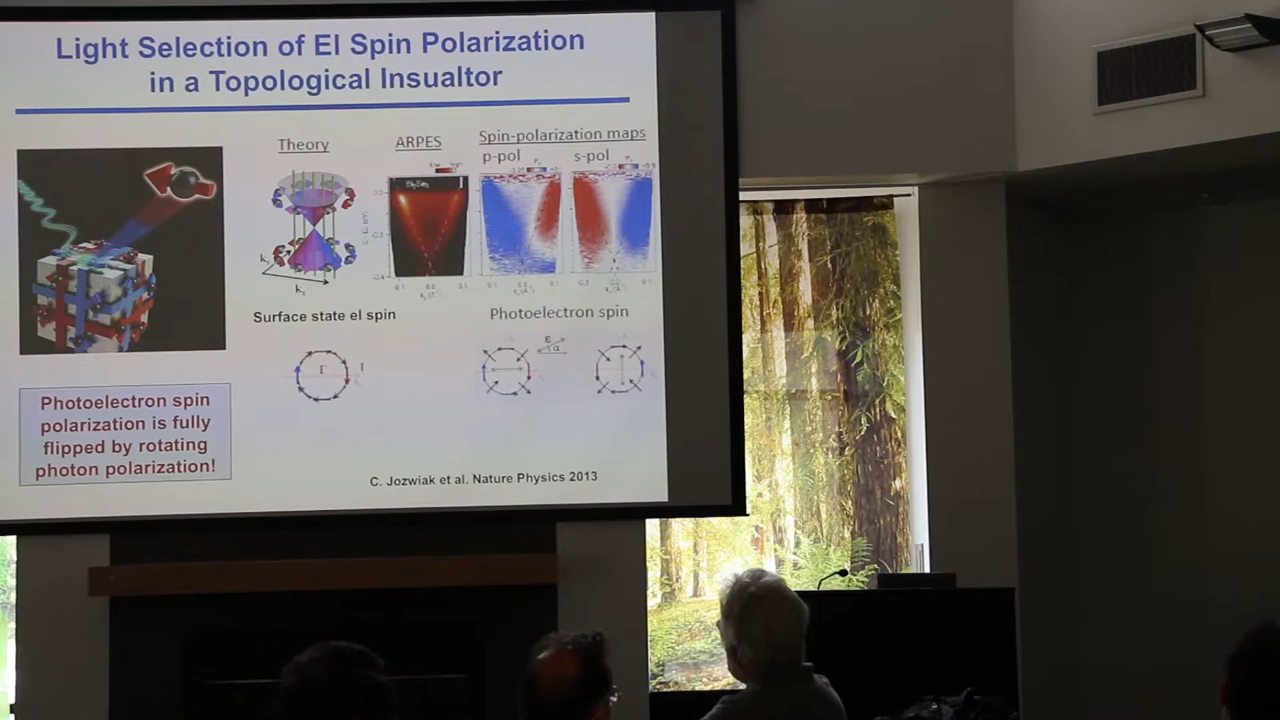 Light Selection of El Spin Polarization
in a Topological Insualtor
Theory
ARPES
Spin-polarization maps
p-pol
s-pol
Surface state el spin
Photoelectron spin
Γ
ε
α
Photoelectron spin
polarization is fully
flipped by rotating
photon polarization!
C. Jozwiak et al. Nature Physics 2013